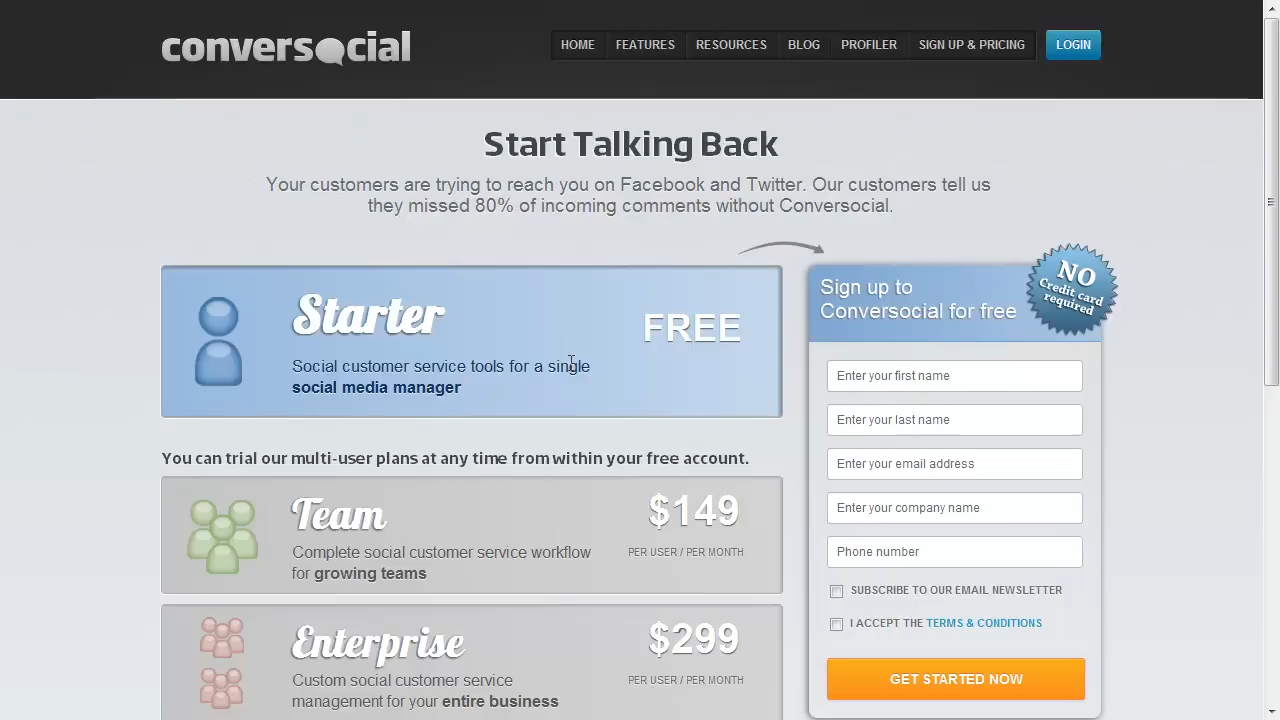 conversocial
HOME FEATURES RESOURCES BLOG PROFILER SIGN UP & PRICING LOGIN
Start Talking Back
Your customers are trying to reach you on Facebook and Twitter. Our customers tell us
they missed 80% of incoming comments without Conversocial.
Starter
FREE
Social customer service tools for a single
social media manager
You can trial our multi-user plans at any time from within your free account.
Team
$149
PER USER / PER MONTH
Complete social customer service workflow
for growing teams
Enterprise
$299
PER USER / PER MONTH
Custom social customer service
management for your entire business
Sign up to
Conversocial for free
NO
Credit card
required
Enter your first name
Enter your last name
Enter your email address
Enter your company name
Phone number
SUBSCRIBE TO OUR EMAIL NEWSLETTER
I ACCEPT THE TERMS & CONDITIONS
GET STARTED NOW